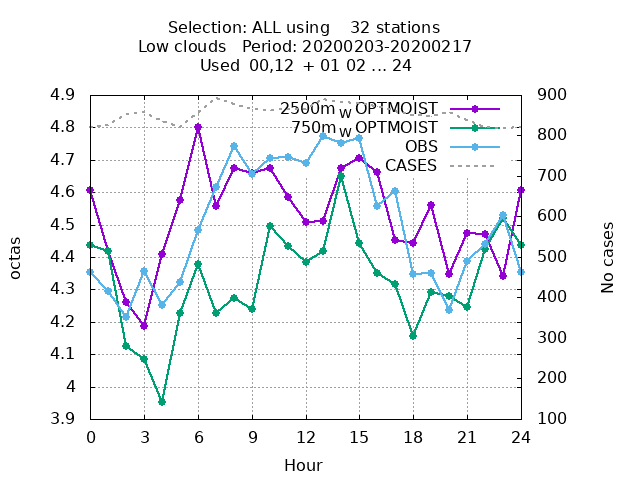 Selection: ALL using    32 stations
Low clouds   Period: 20200203-20200217
Used  00,12  + 01 02 ... 24
4.9
4.8
4.7
4.6
4.5
4.4
4.3
4.2
4.1
4
3.9
octas
2500m w OPTMOIST
750m w OPTMOIST
OBS
CASES
900
800
700
600
500
400
300
200
100
No cases
0 3 6 9 12 15 18 21 24
Hour